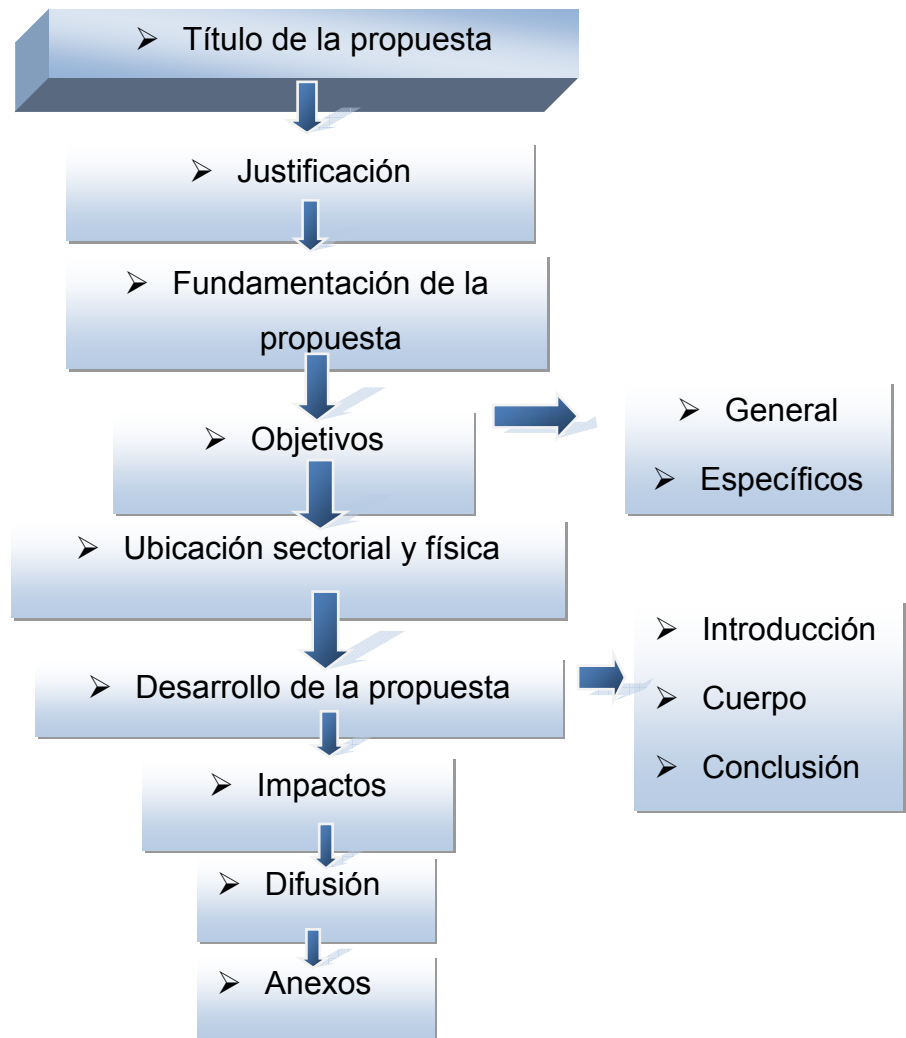 ➢ Título de la propuesta
➢ Justificación
➢ Fundamentación de la
propuesta
➢ Objetivos
➢ General
➢ Específicos
➢ Ubicación sectorial y física
➢ Desarrollo de la propuesta
➢ Introducción
➢ Cuerpo
➢ Conclusión
➢ Impactos
➢ Difusión
➢ Anexos